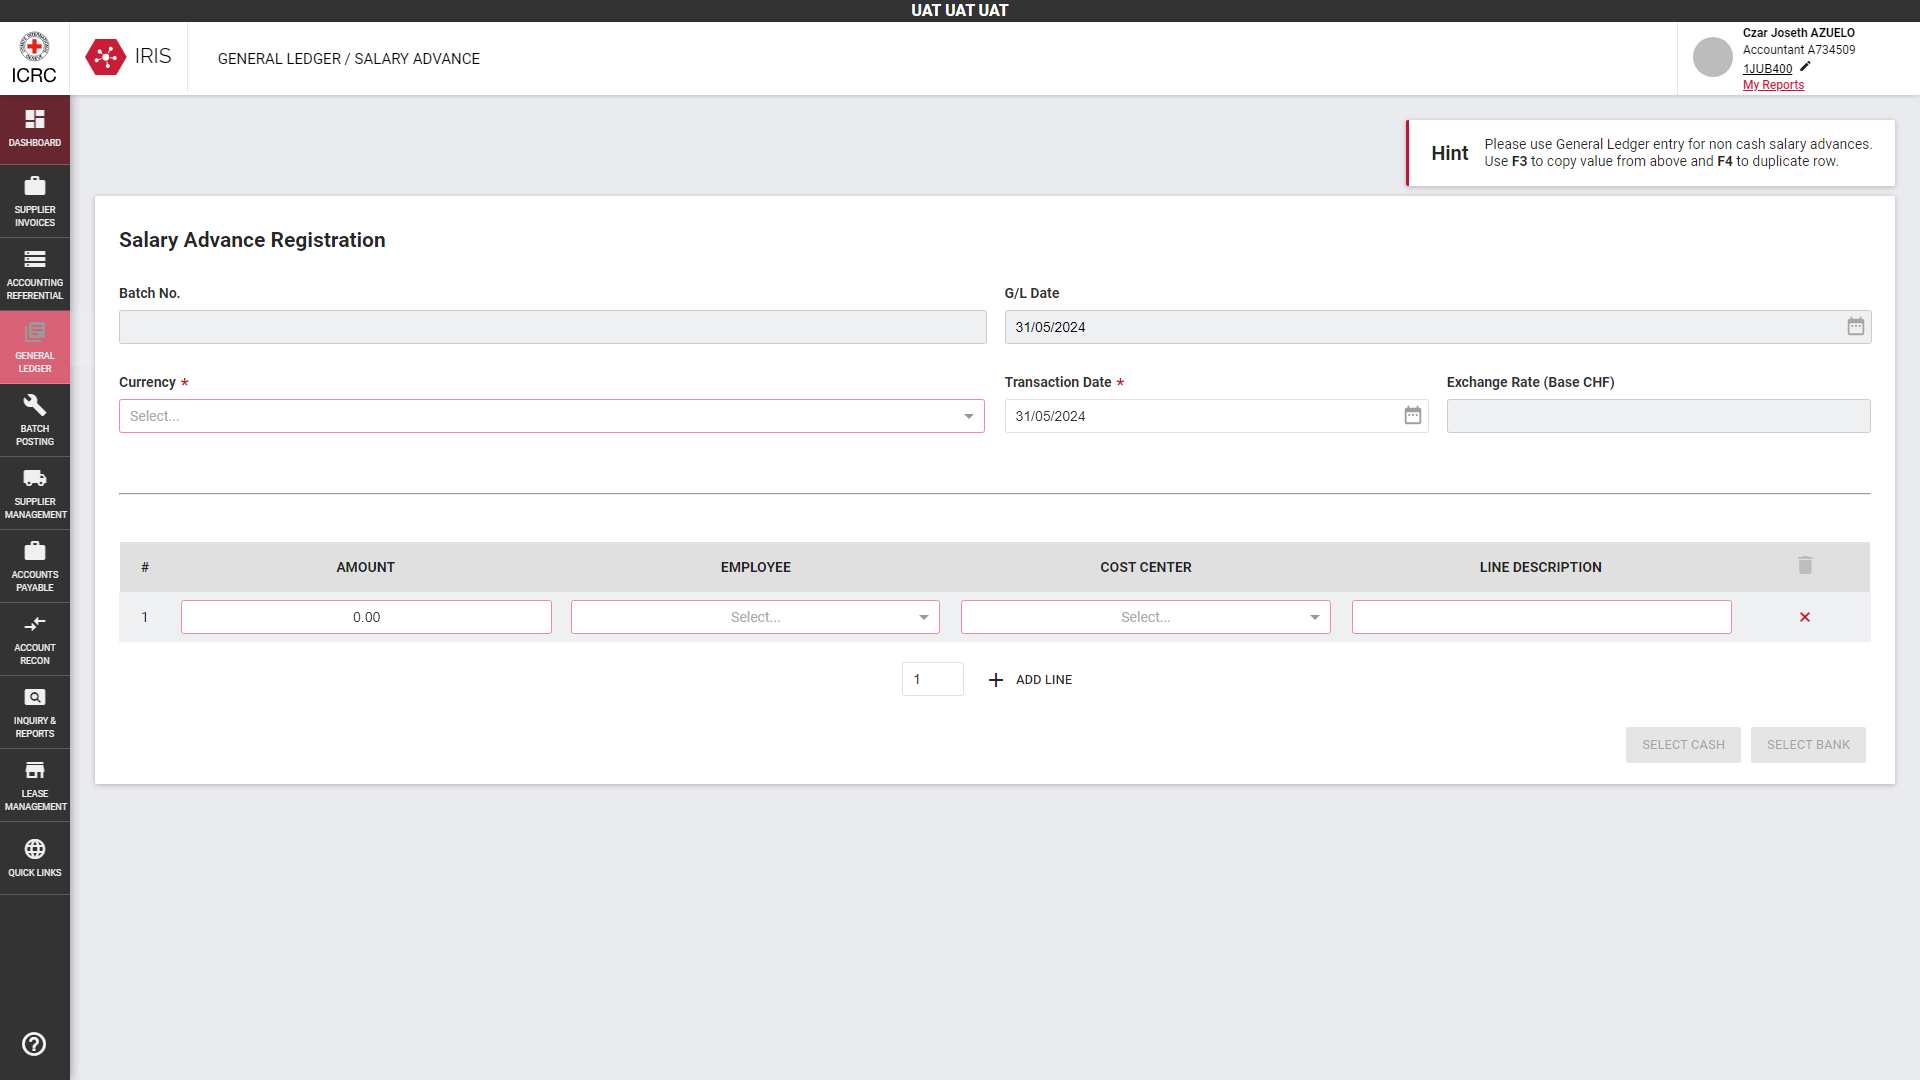 UAT UAT UAT
ICRC
IRIS
GENERAL LEDGER / SALARY ADVANCE
Czar Joseth AZUELO
Accountant A734509
1JUB400
My Reports
DASHBOARD
SUPPLIER
INVOICES
ACCOUNTING
REFERENTIAL
GENERAL
LEDGER
BATCH
POSTING
SUPPLIER
MANAGEMENT
ACCOUNTS
PAYABLE
ACCOUNT
RECON
INQUIRY &
REPORTS
LEASE
MANAGEMENT
QUICK LINKS
Hint
Please use General Ledger entry for non cash salary advances.
Use F3 to copy value from above and F4 to duplicate row.
Salary Advance Registration
Batch No.
G/L Date
31/05/2024
Currency *
Transaction Date *
Exchange Rate (Base CHF)
Select...
31/05/2024
# AMOUNT EMPLOYEE COST CENTER LINE DESCRIPTION
1 0.00 Select... Select...
1 ADD LINE
SELECT CASH SELECT BANK